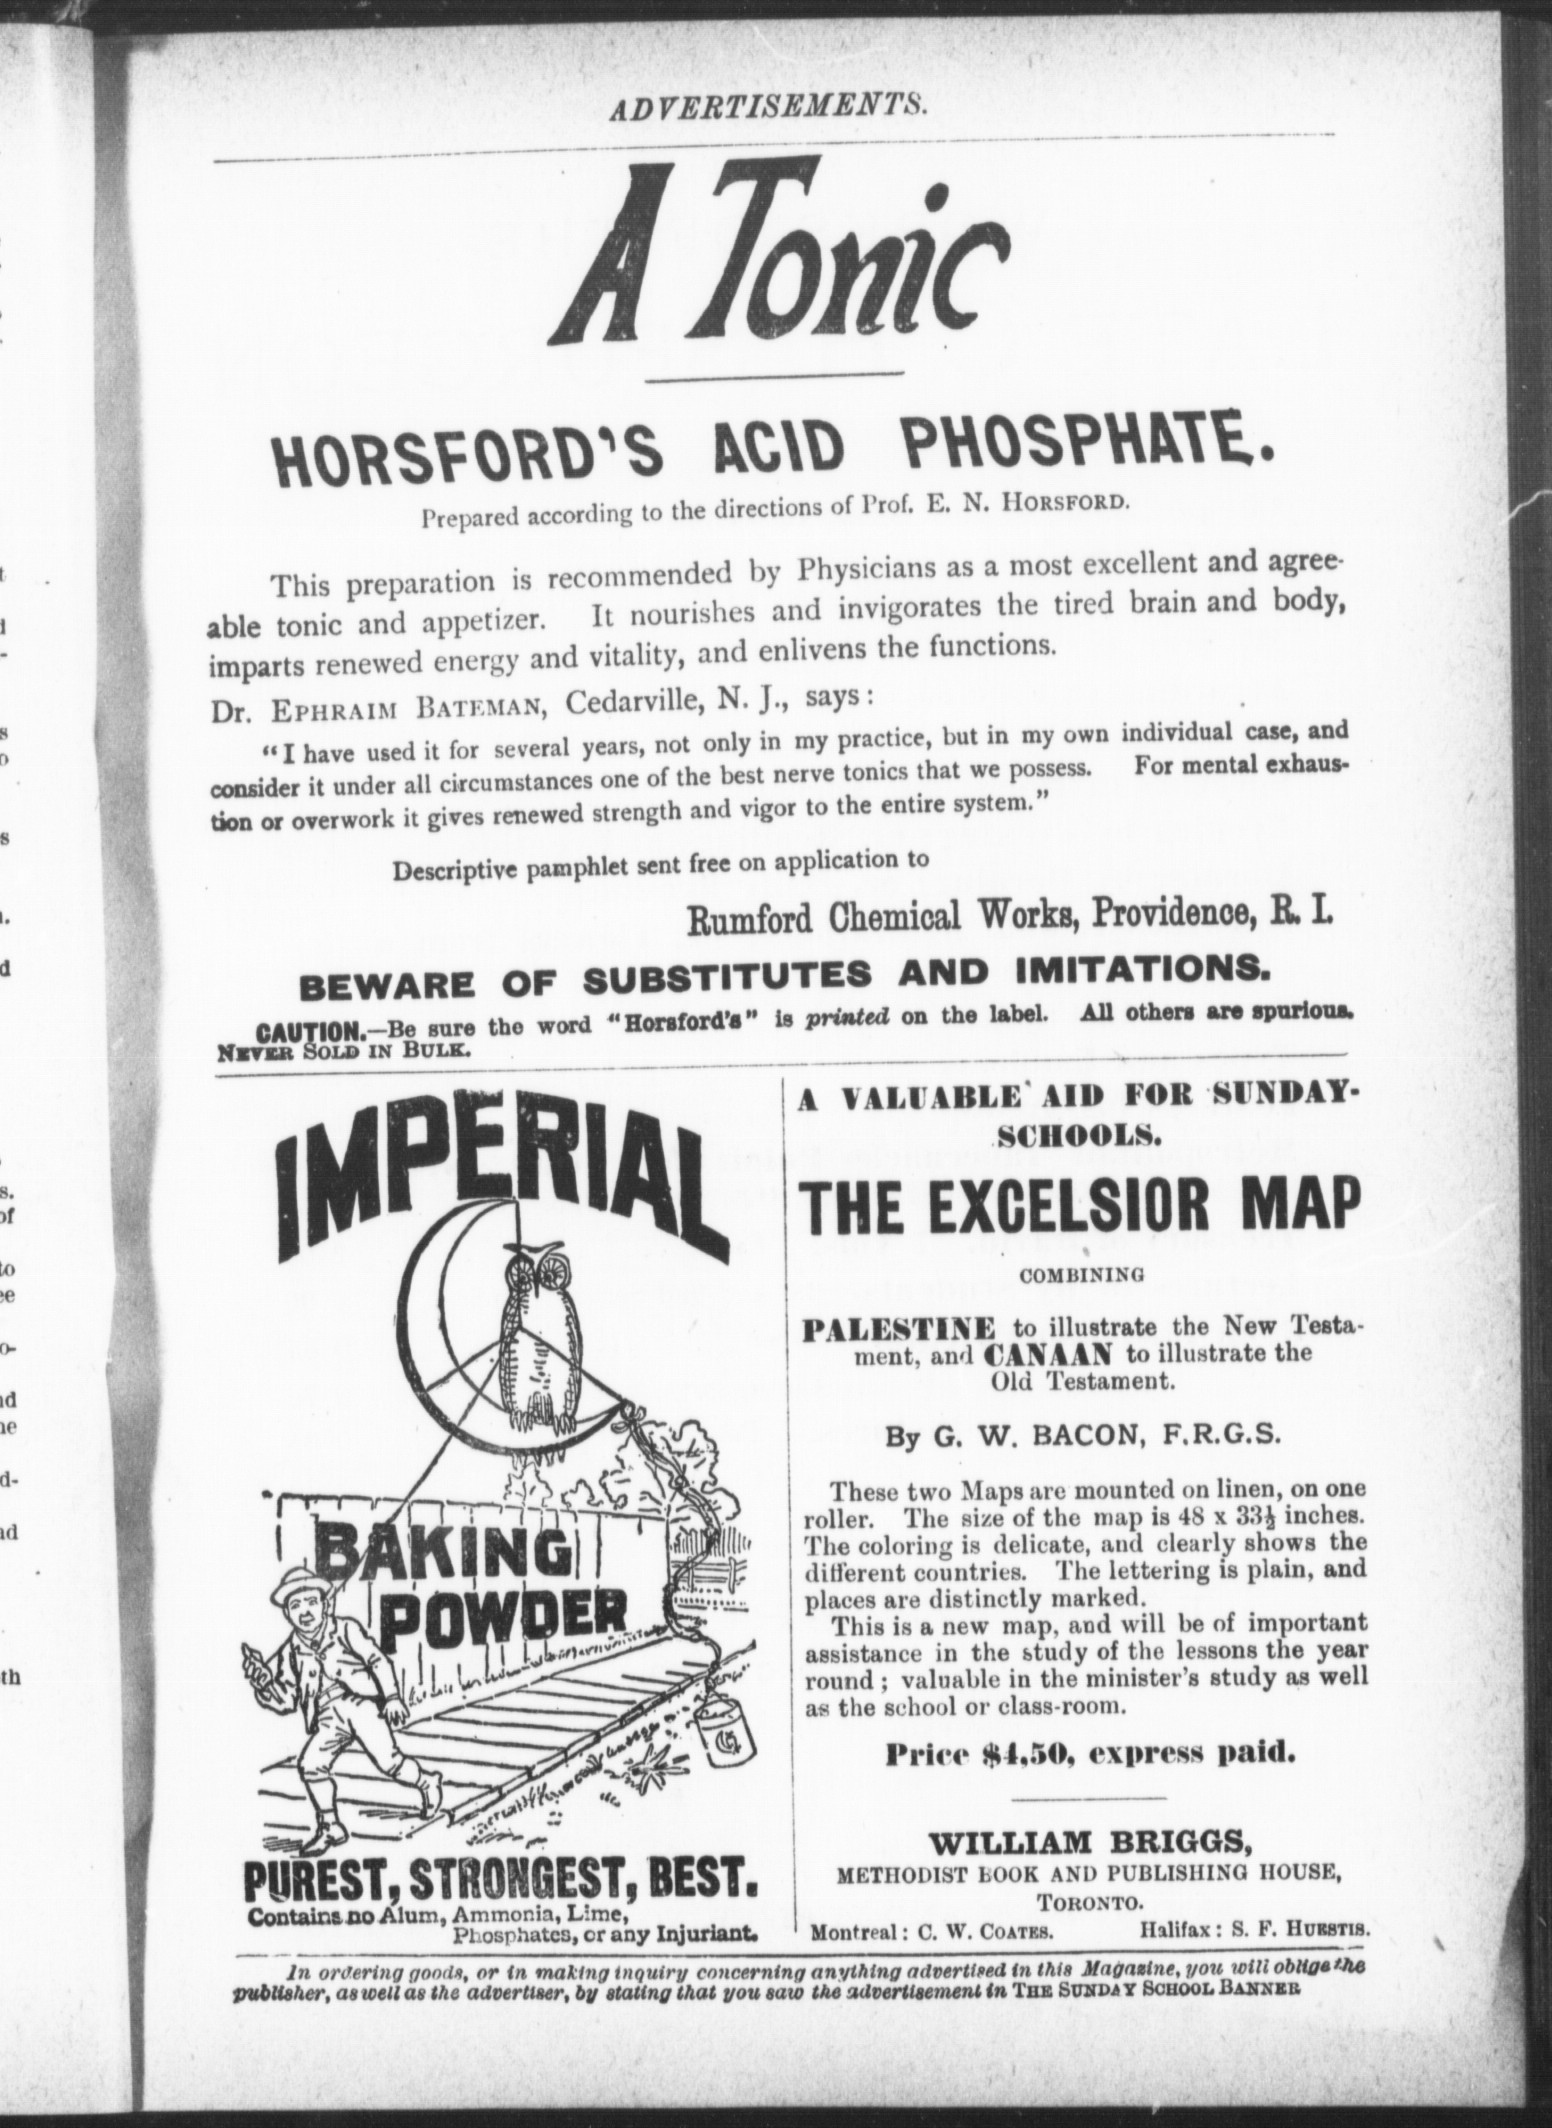 ADVERTISEMENTS.
A Tonic
HORSFORD'S ACID PHOSPHATE.
Prepared according to the directions of Prof. E. N. HORSFORD.
This preparation is recommended by Physicians as a most excellent and agree-
able tonic and appetizer. It nourishes and invigorates the tired brain and body,
imparts renewed energy and vitality, and enlivens the functions.
Dr. EPHRAIM BATEMAN, Cedarville, N. J., says:
"I have used it for several years, not only in my practice, but in my own individual case, and
consider it under all circumstances one of the best nerve tonics that we possess. For mental exhaus-
tion or overwork it gives renewed strength and vigor to the entire system."
Descriptive pamphlet sent free on application to
Rumford Chemical Works, Providence, R. I.
BEWARE OF SUBSTITUTES AND IMITATIONS.
CAUTION.—Be sure the word "Horsford's" is printed on the label. All others are spurious.
NEVER SOLD IN BULK.
IMPERIAL
BAKING
POWDER
PUREST, STRONGEST, BEST.
Contains no Alum, Ammonia, Lime,
Phosphates, or any Injuriant.
A VALUABLE AID FOR SUNDAY-
SCHOOLS.
THE EXCELSIOR MAP
COMBINING
PALESTINE to illustrate the New Testa-
ment, and CANAAN to illustrate the
Old Testament.
By G. W. BACON, F.R.G.S.
These two Maps are mounted on linen, on one
roller. The size of the map is 48 x 33½ inches.
The coloring is delicate, and clearly shows the
different countries. The lettering is plain, and
places are distinctly marked.
This is a new map, and will be of important
assistance in the study of the lessons the year
round; valuable in the minister's study as well
as the school or class-room.
Price $4,50, express paid.
WILLIAM BRIGGS,
METHODIST BOOK AND PUBLISHING HOUSE,
TORONTO.
Montreal: C. W. COATES. Halifax: S. F. HUESTIS.
In ordering goods, or in making inquiry concerning anything advertised in this Magazine, you will oblige the
publisher, as well as the advertiser, by stating that you saw the advertisement in THE SUNDAY SCHOOL BANNER